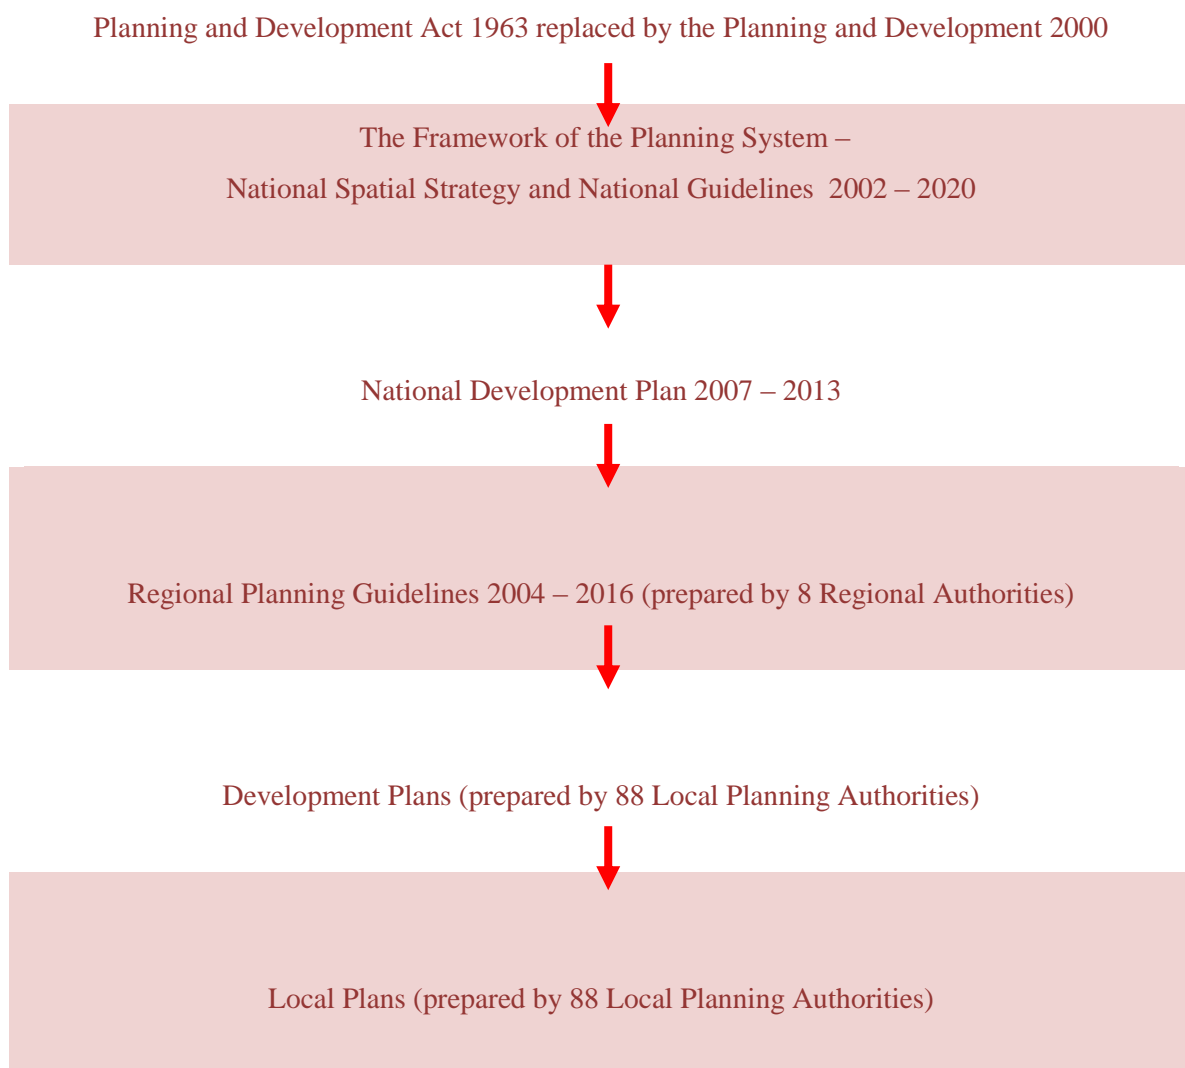 Planning and Development Act 1963 replaced by the Planning and Development 2000
The Framework of the Planning System –
National Spatial Strategy and National Guidelines  2002 – 2020
National Development Plan 2007 – 2013
Regional Planning Guidelines 2004 – 2016 (prepared by 8 Regional Authorities)
Development Plans (prepared by 88 Local Planning Authorities)
Local Plans (prepared by 88 Local Planning Authorities)